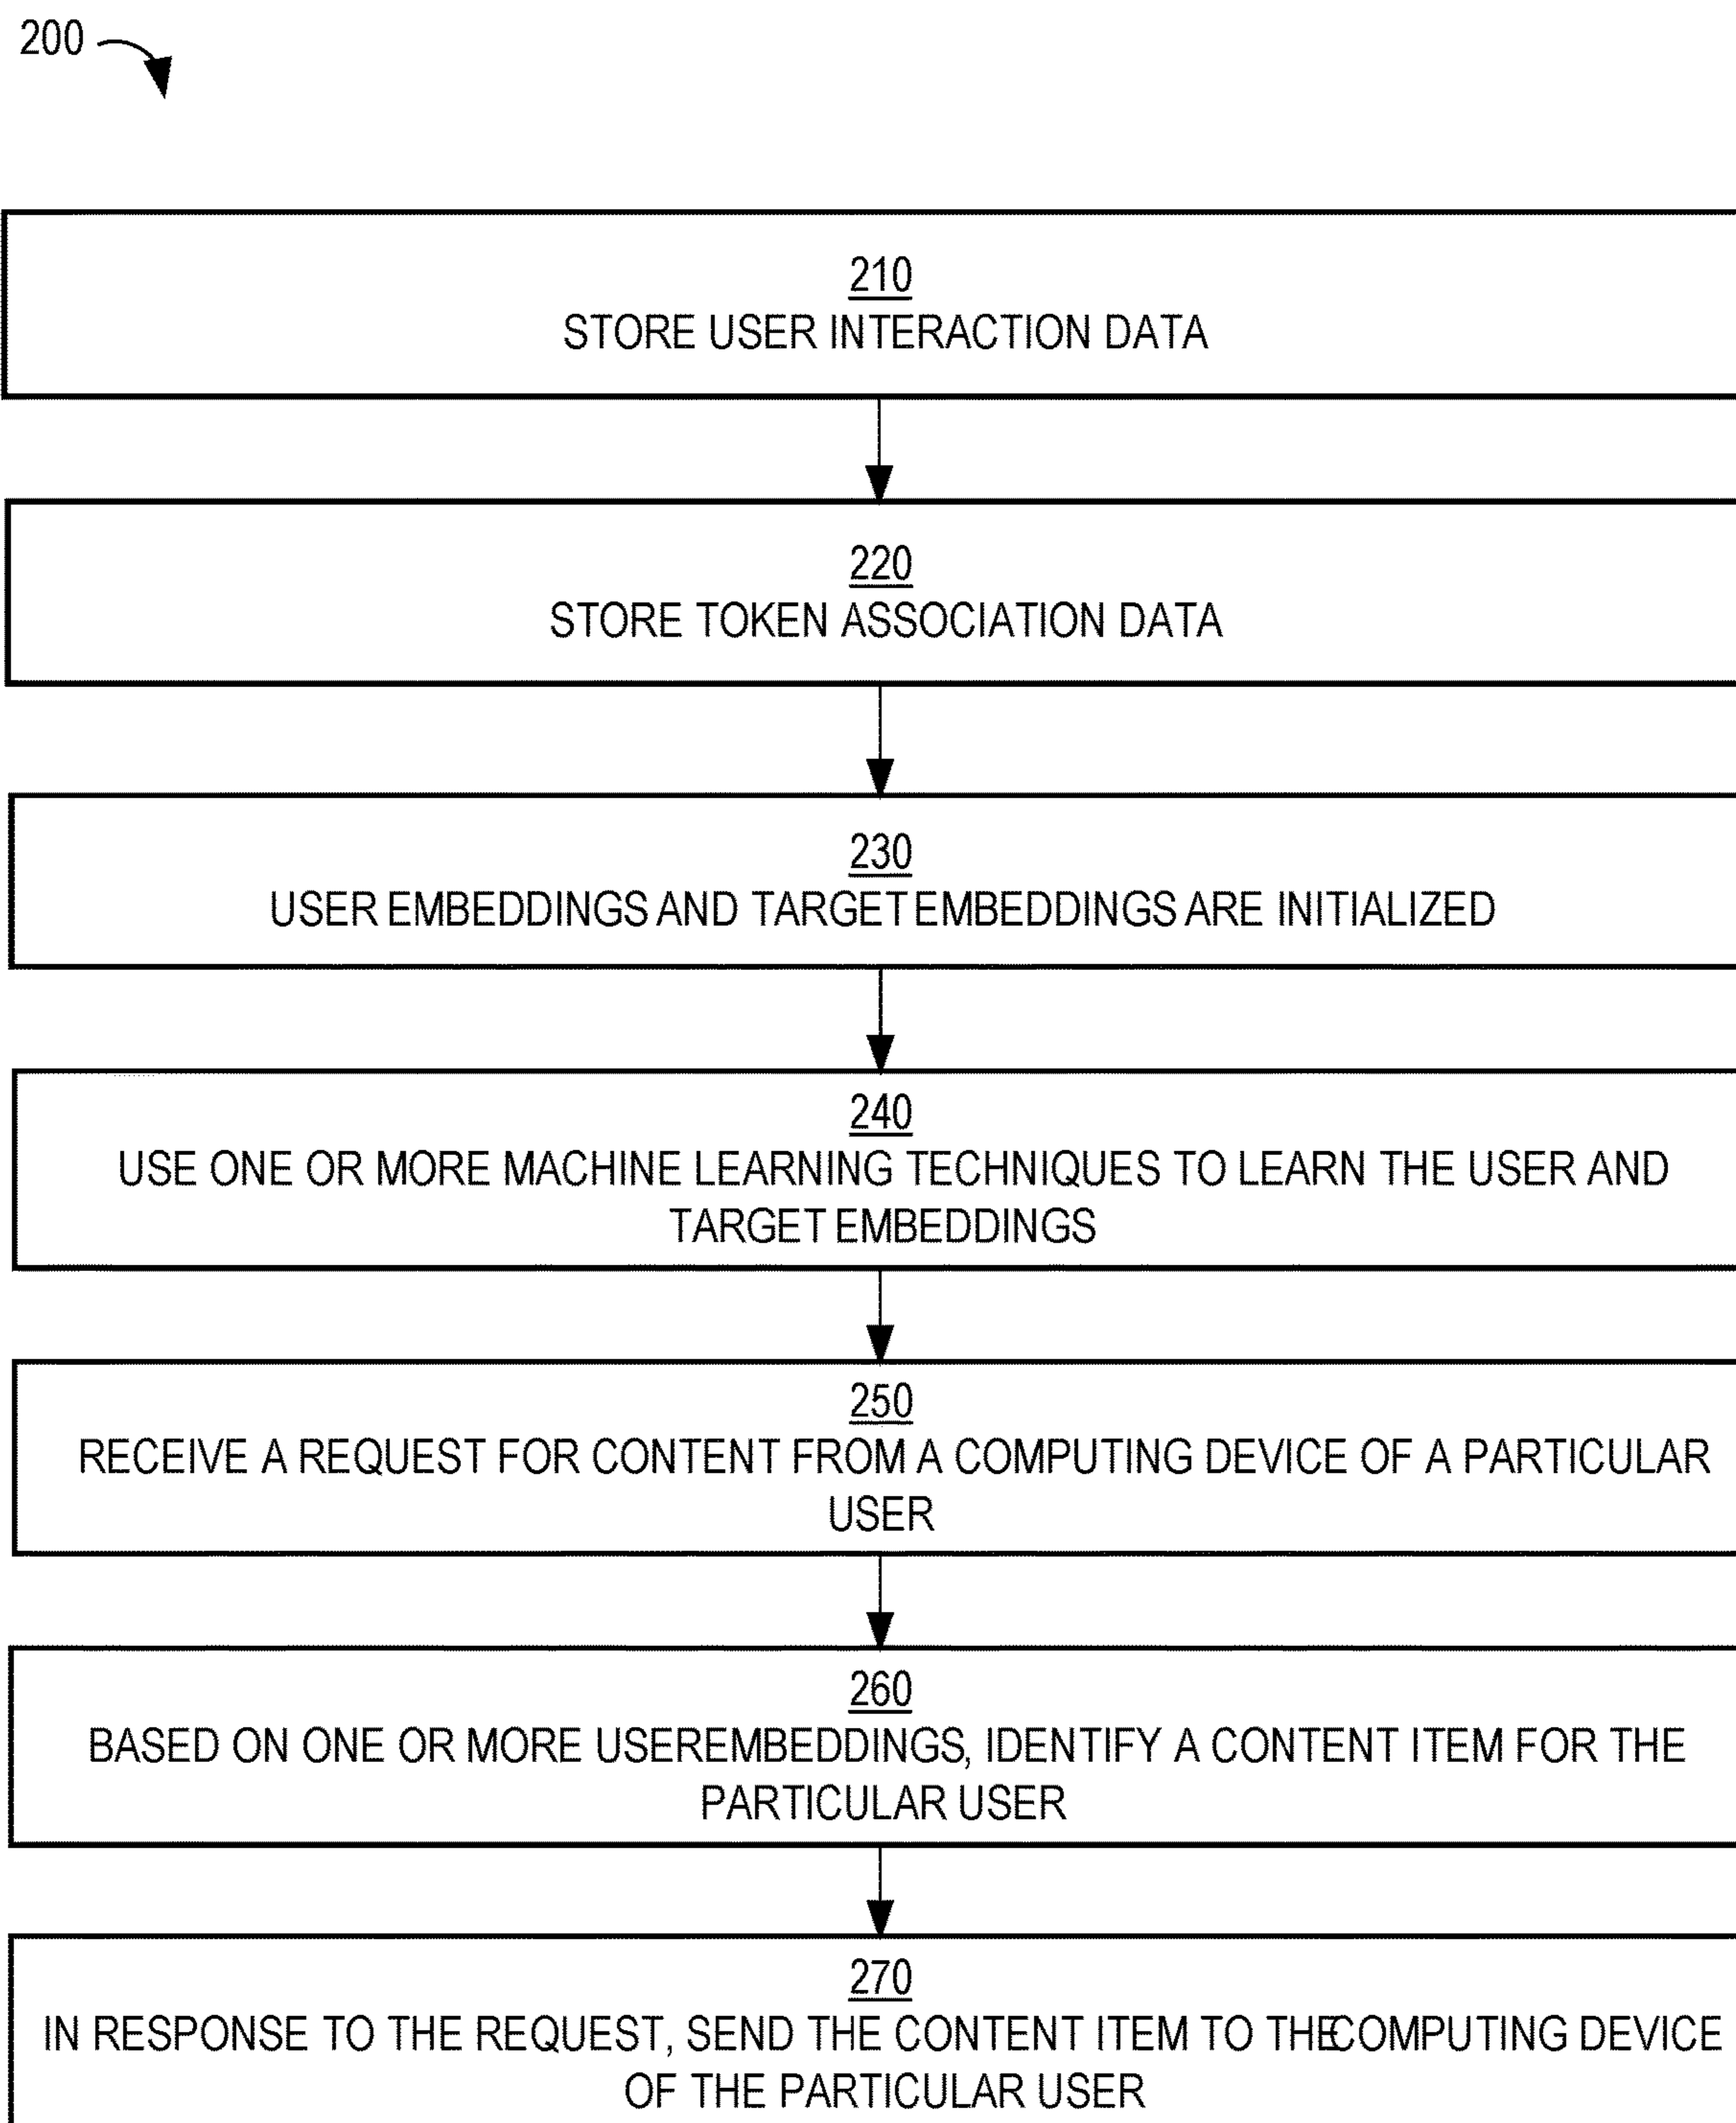 200
210
STORE USER INTERACTION DATA
220
STORE TOKEN ASSOCIATION DATA
230
USER EMBEDDINGS AND TARGET EMBEDDINGS ARE INITIALIZED
240
USE ONE OR MORE MACHINE LEARNING TECHNIQUES TO LEARN THE USER AND
TARGET EMBEDDINGS
250
RECEIVE A REQUEST FOR CONTENT FROM A COMPUTING DEVICE OF A PARTICULAR
USER
260
BASED ON ONE OR MORE USEREMBEDDINGS, IDENTIFY A CONTENT ITEM FOR THE
PARTICULAR USER
270
IN RESPONSE TO THE REQUEST, SEND THE CONTENT ITEM TO THECOMPUTING DEVICE
OF THE PARTICULAR USER